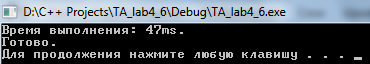 D:\C++ Projects\TA_lab4_6\Debug\TA_lab4_6.exe
Время выполнения: 47ms.
Готово.
Для продолжения нажмите любую клавишу . . .